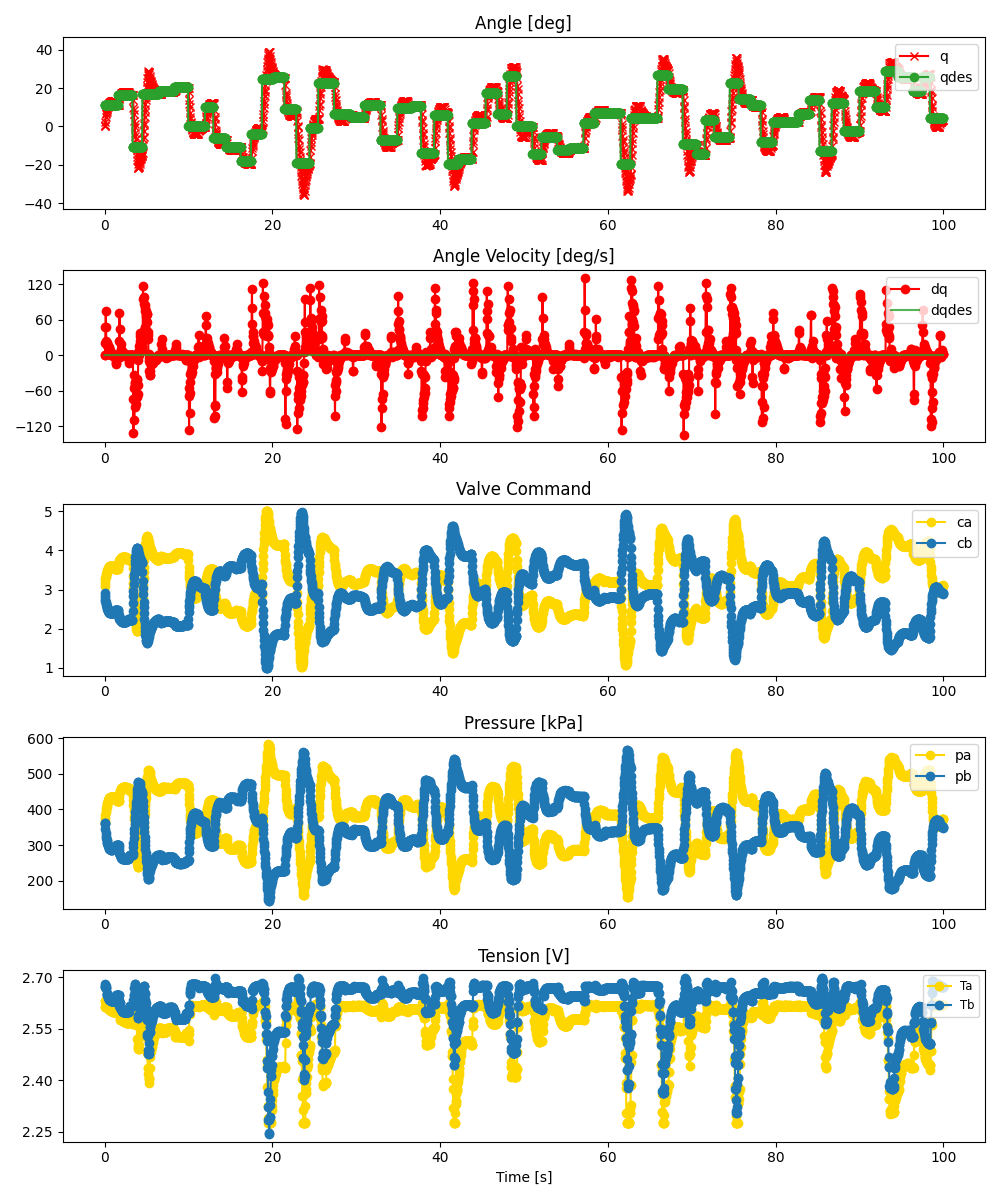 Angle [deg]
40
20
0
−20
−40
q
qdes
0 20 40 60 80 100
Angle Velocity [deg/s]
120
60
0
−60
−120
dq
dqdes
0 20 40 60 80 100
Valve Command
5
4
3
2
1
ca
cb
0 20 40 60 80 100
Pressure [kPa]
600
500
400
300
200
pa
pb
0 20 40 60 80 100
Tension [V]
2.70
2.55
2.40
2.25
Ta
Tb
0 20 40 60 80 100
Time [s]